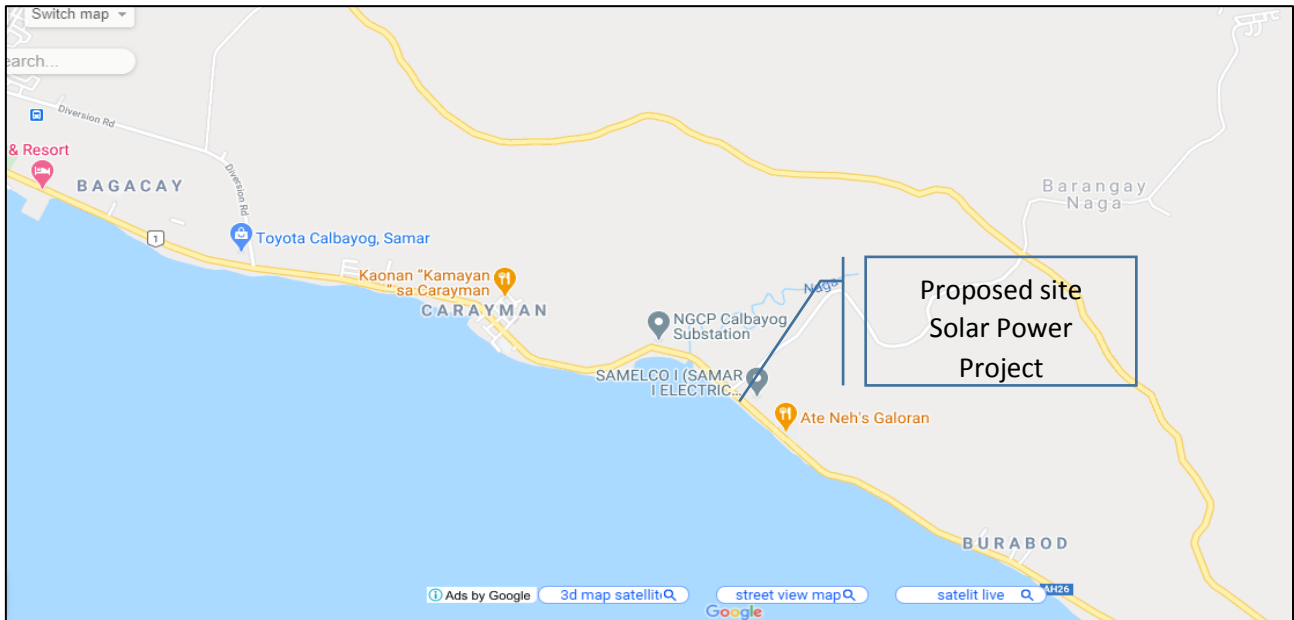 Switch map
earch...
Diversion Rd
& Resort
BAGACAY
Diversion Rd
1
Toyota Calbayog, Samar
Kaonan "Kamayan
" sa Carayman
CARAYMAN
Barangay
Naga
Naga
NGCP Calbayog
Substation
SAMELCO I (SAMAR
I ELECTRIC...
Ate Neh's Galoran
Proposed site
Solar Power
Project
BURABOD
AH26
Ads by Google
3d map satellite
street view map
satelit live
Google